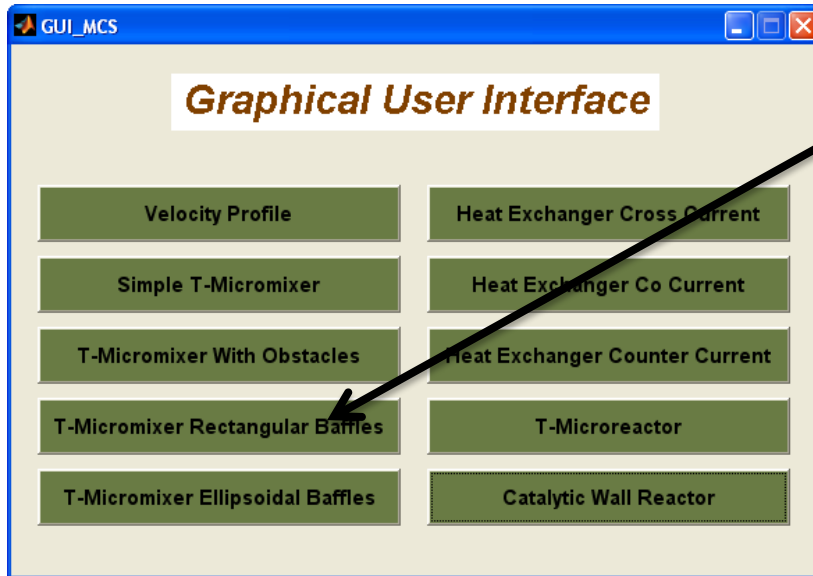 GUI_MCS
Graphical User Interface
Velocity Profile
Simple T-Micromixer
T-Micromixer With Obstacles
T-Micromixer Rectangular Baffles
T-Micromixer Ellipsoidal Baffles
Heat Exchanger Cross Current
Heat Exchanger Co Current
Heat Exchanger Counter Current
T-Microreactor
Catalytic Wall Reactor